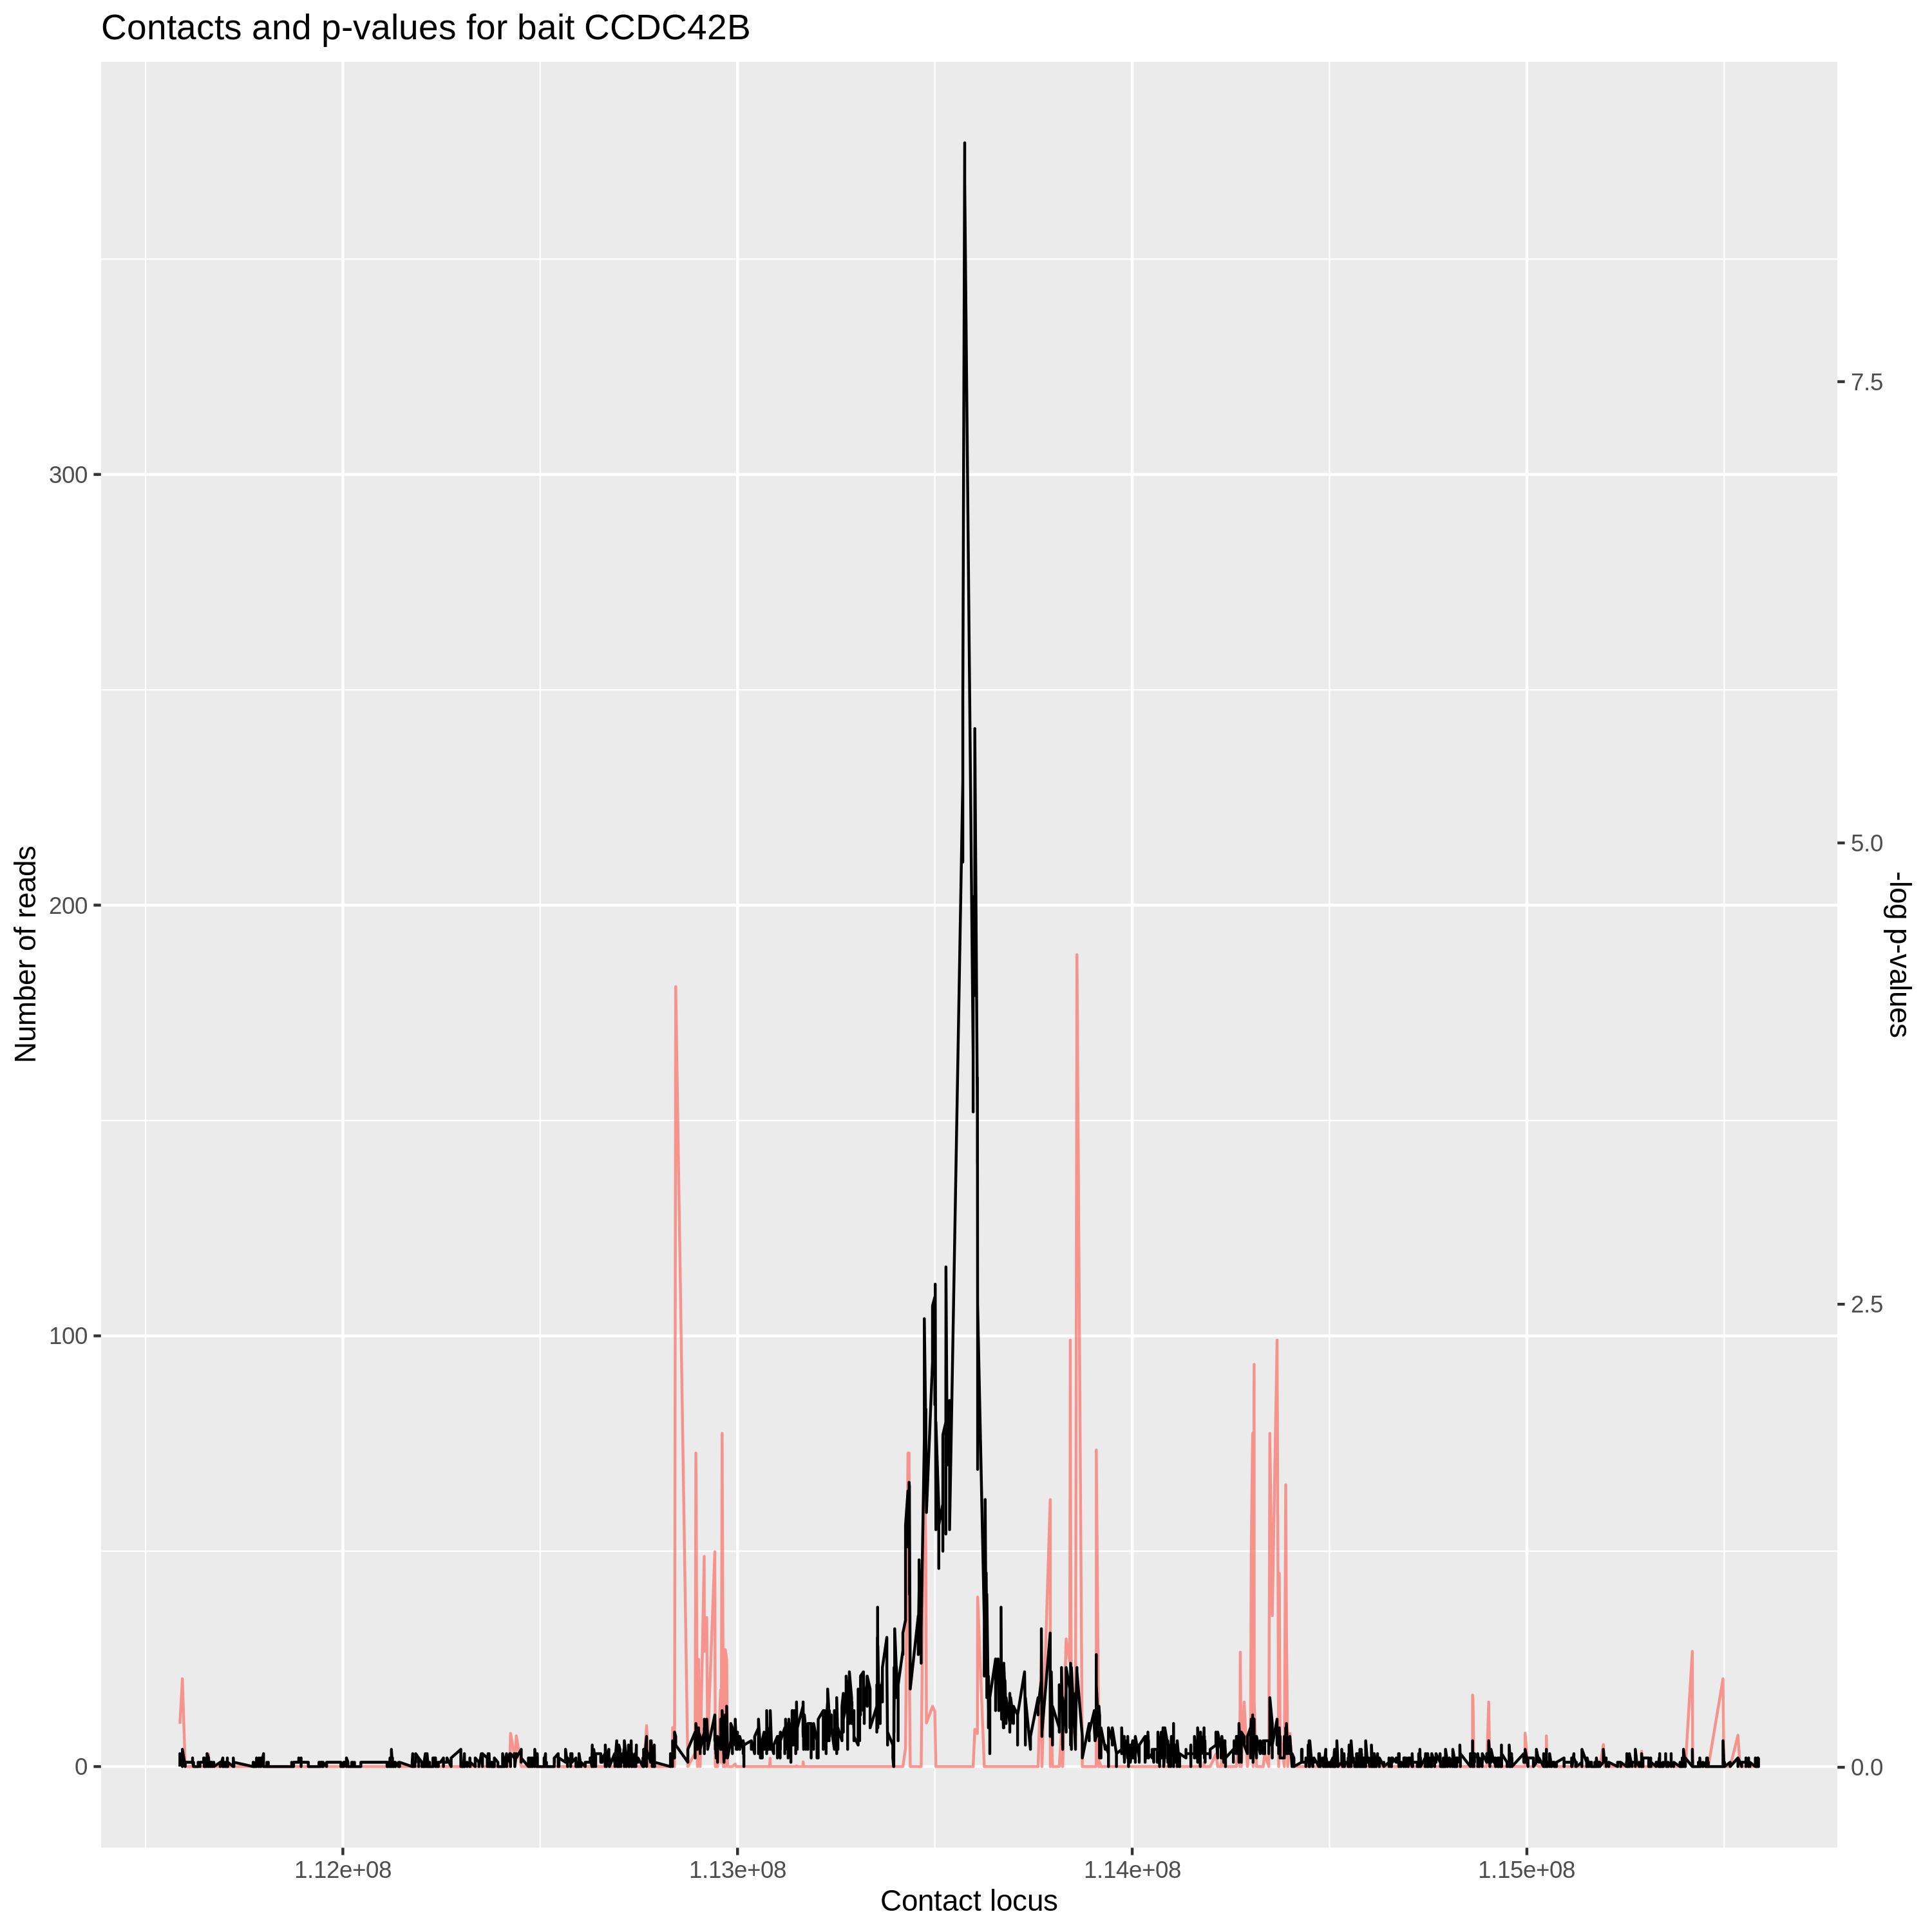 Contacts and p-values for bait CCDC42B
Number of reads
300
200
100
0
7.5
5.0
2.5
0.0
-log p-values
1.12e+08
1.13e+08
1.14e+08
1.15e+08
Contact locus